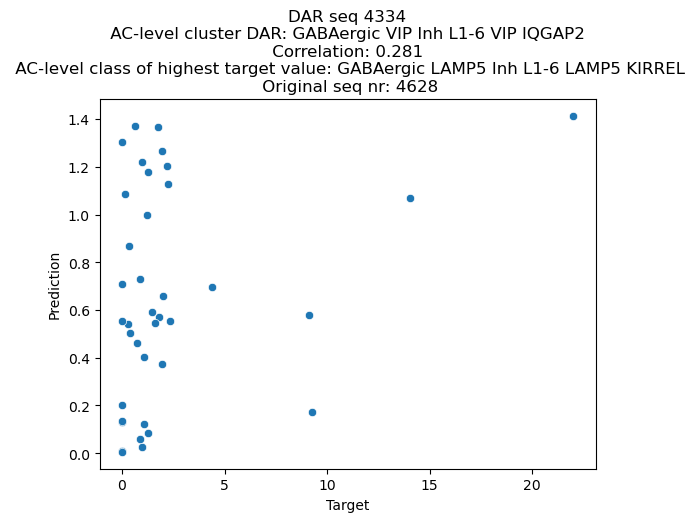 DAR seq 4334
AC-level cluster DAR: GABAergic VIP Inh L1-6 VIP IQGAP2
Correlation: 0.281
AC-level class of highest target value: GABAergic LAMP5 Inh L1-6 LAMP5 KIRREL
Original seq nr: 4628
1.4
1.2
1.0
0.8
0.6
0.4
0.2
0.0
Prediction
0 5 10 15 20
Target